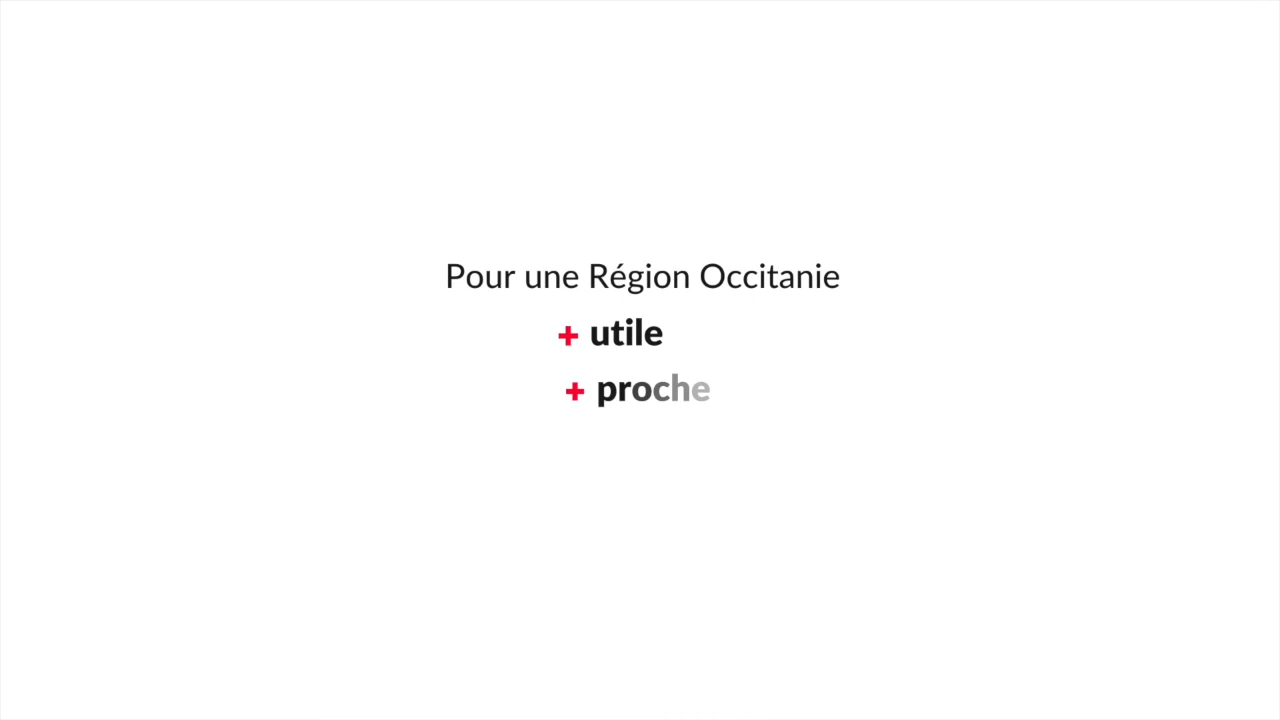 Pour une Région Occitanie
+ utile
+ proche